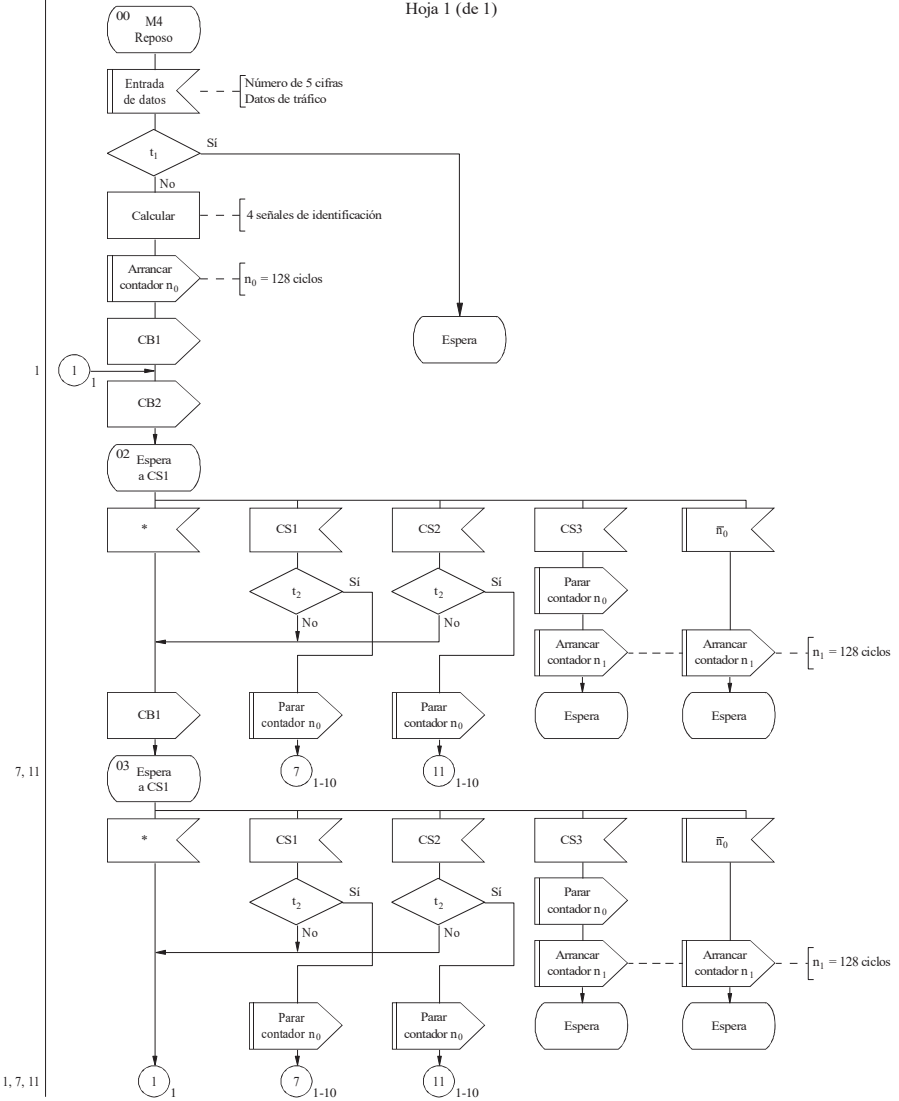 Hoja 1 (de 1)
00 M4
Reposo
Entrada
de datos
Número de 5 cifras
Datos de tráfico
t1
Sí
No
Calcular
4 señales de identificación
Arrancar
contador n0
n0 = 128 ciclos
CB1
Espera
1
1
1
CB2
02 Espera
a CS1
*
CS1
CS2
CS3
n̅0
t2
Sí
t2
Sí
Parar
contador n0
No
No
Arrancar
contador n1
Arrancar
contador n1
n1 = 128 ciclos
CB1
Parar
contador n0
Parar
contador n0
Espera
Espera
7, 11
03 Espera
a CS1
7
1-10
11
1-10
*
CS1
CS2
CS3
n̅0
t2
Sí
t2
Sí
Parar
contador n0
No
No
Arrancar
contador n1
Arrancar
contador n1
n1 = 128 ciclos
Parar
contador n0
Parar
contador n0
Espera
Espera
1, 7, 11
1
1
7
1-10
11
1-10